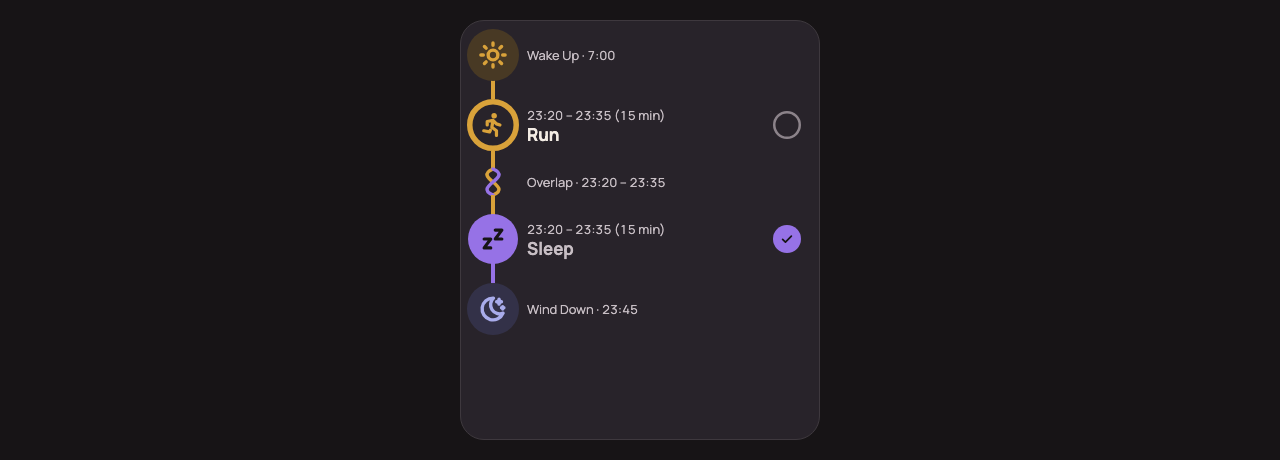 Wake Up · 7:00
23:20 – 23:35 (15 min)
Run
Overlap · 23:20 – 23:35
23:20 – 23:35 (15 min)
Sleep
Wind Down · 23:45